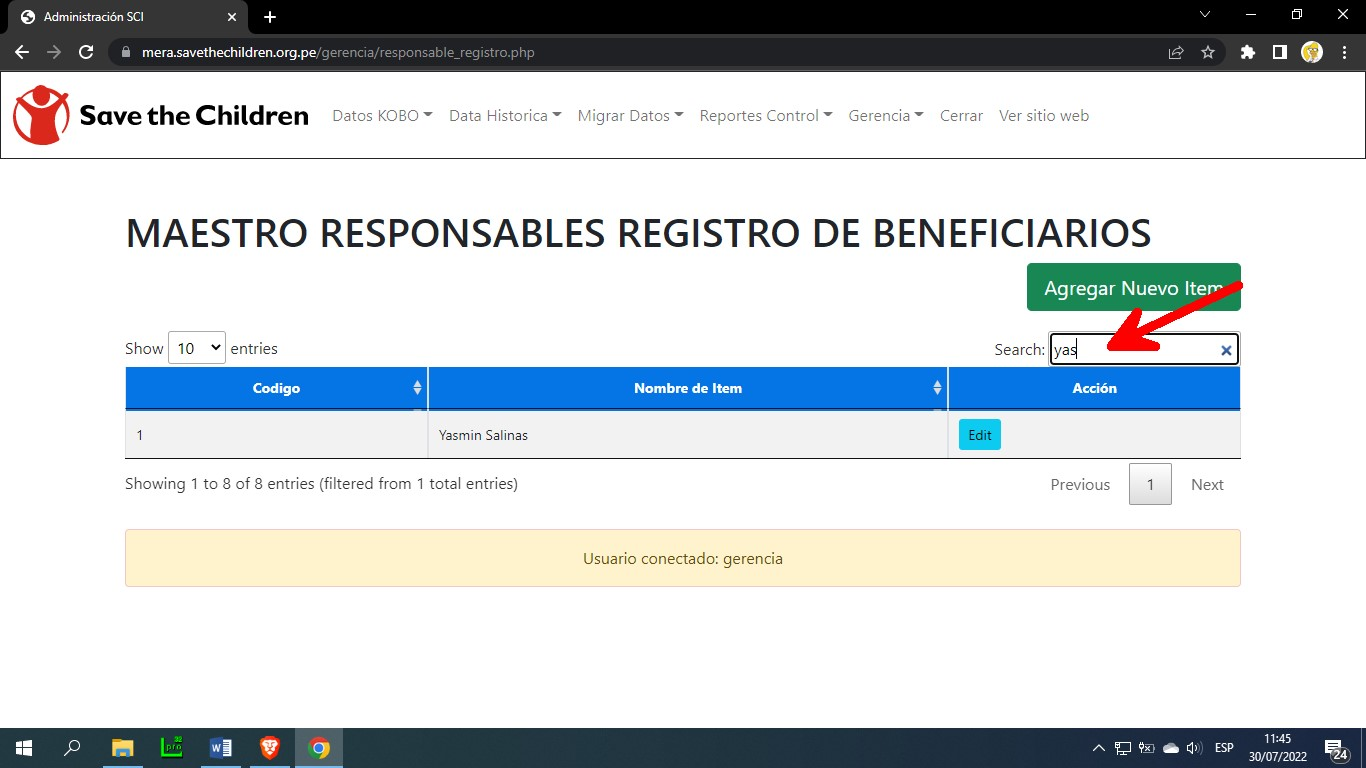 Administración SCI
mera.savethechildren.org.pe/gerencia/responsable_registro.php
Save the Children Datos KOBO Data Historica Migrar Datos Reportes Control Gerencia Cerrar Ver sitio web
MAESTRO RESPONSABLES REGISTRO DE BENEFICIARIOS
Agregar Nuevo Item
Show 10 entries Search: yas
Codigo Nombre de Item Acción
1 Yasmin Salinas Edit
Showing 1 to 8 of 8 entries (filtered from 1 total entries) Previous 1 Next
Usuario conectado: gerencia
ESP 11:45
30/07/2022 24